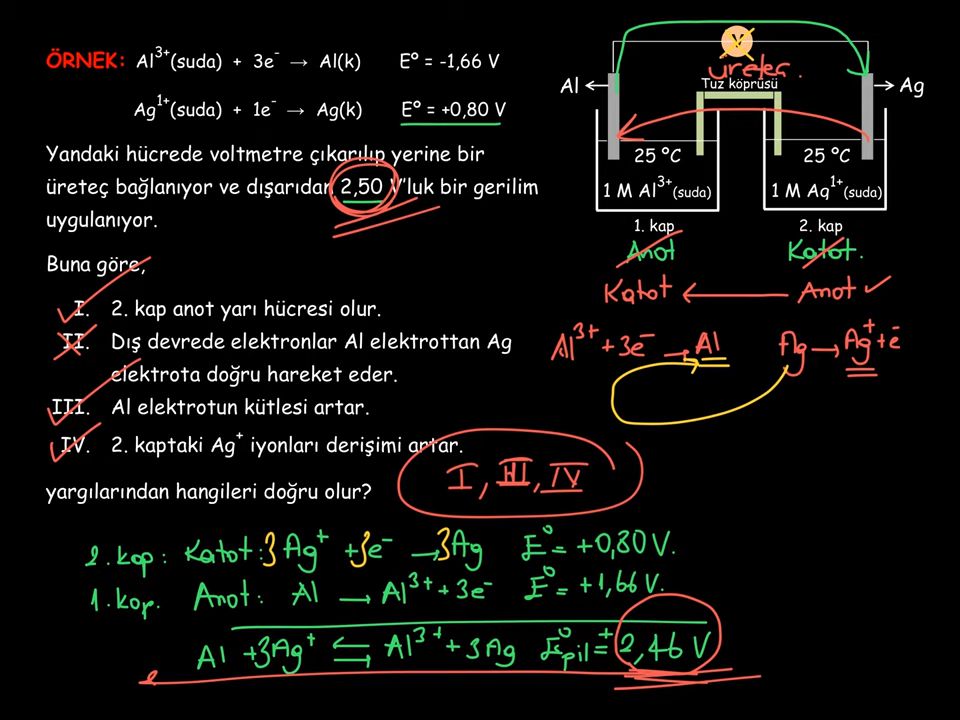 ÖRNEK: Al³⁺(suda) + 3e⁻ → Al(k) E° = -1,66 V
Ag¹⁺(suda) + 1e⁻ → Ag(k) E° = +0,80 V
Yandaki hücrede voltmetre çıkarılıp yerine bir
üreteç bağlanıyor ve dışarıdan 2,50 V'luk bir gerilim
uygulanıyor.
Buna göre,
I. 2. kap anot yarı hücresi olur.
II. Dış devrede elektronlar Al elektrottan Ag
elektrota doğru hareket eder.
III. Al elektrotun kütlesi artar.
IV. 2. kaptaki Ag⁺ iyonları derişimi artar.
yargılarından hangileri doğru olur?
I, III, IV
V
üreteç.
Tuz köprüsü
Al Ag
25 °C 25 °C
1 M Al³⁺(suda) 1 M Ag¹⁺(suda)
1. kap 2. kap
Anot Katot.
Katot ← Anot
Al³⁺ + 3e⁻ → Al Ag → Ag⁺ + e⁻
2. kap: Katot: 3Ag⁺ + 3e⁻ → 3Ag E° = +0,80 V.
1. kap. Anot: Al → Al³⁺ + 3e⁻ E° = +1,66 V.
Al + 3Ag⁺ ⇌ Al³⁺ + 3Ag E°pil = +2,46 V